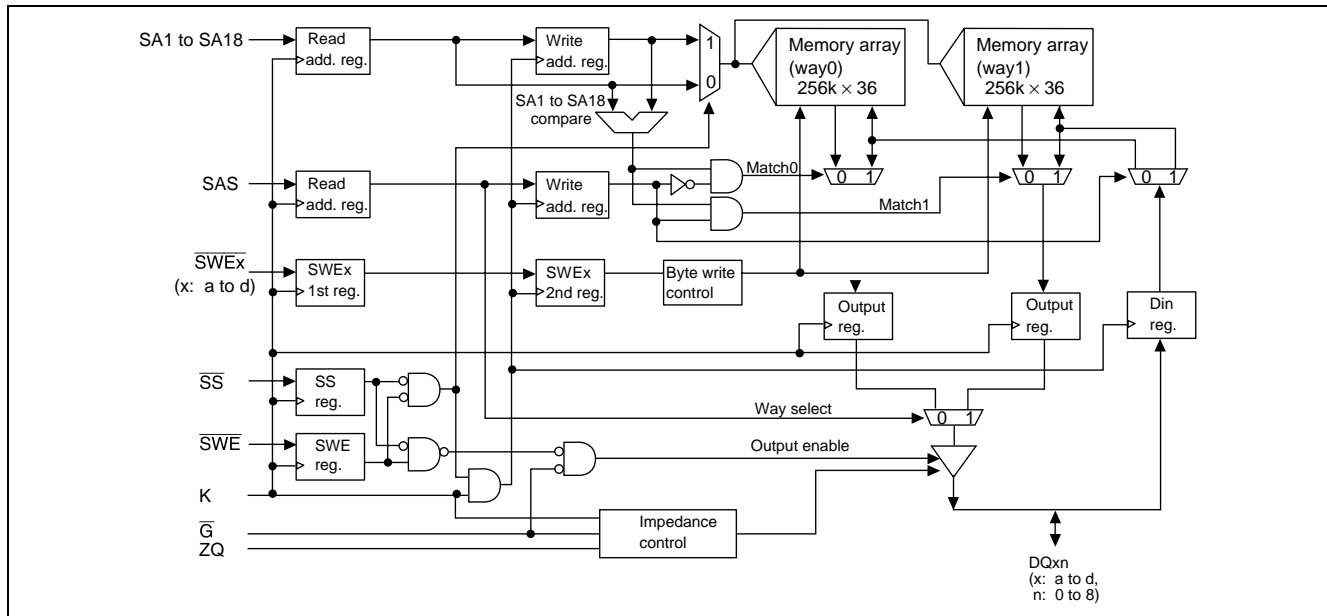 SA1 to SA18
Read
add. reg.
Write
add. reg.
1
0
Memory array
(way0)
256k × 36
Memory array
(way1)
256k × 36
SA1 to SA18
compare
SAS
Read
add. reg.
Write
add. reg.
Match0
Match1
0 1
0 1
0 1
SWEx
(x: a to d)
SWEx
1st reg.
SWEx
2nd reg.
Byte write
control
Output
reg.
Output
reg.
Din
reg.
SS
SS
reg.
Way select
0 1
SWE
SWE
reg.
Output enable
K
G
ZQ
Impedance
control
DQxn
(x: a to d,
n: 0 to 8)